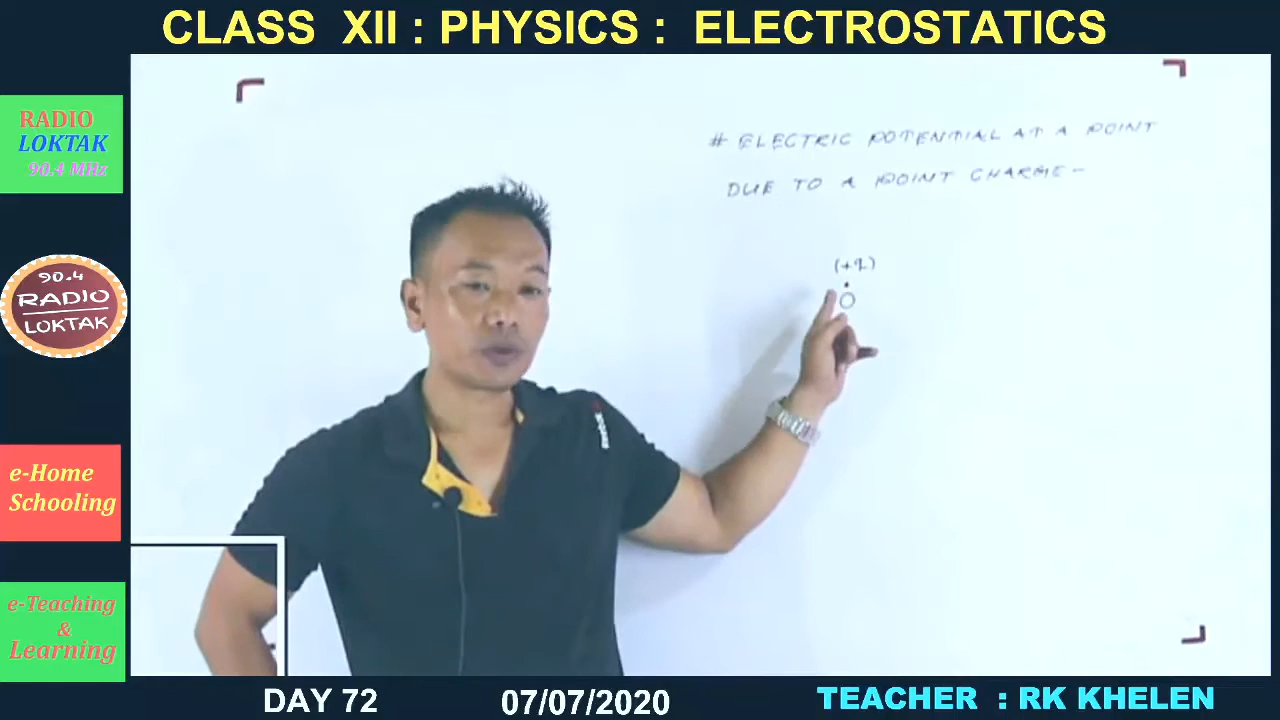 CLASS XII : PHYSICS : ELECTROSTATICS
RADIO
LOKTAK
90.4 MHz
# ELECTRIC POTENTIAL AT A POINT
DUE TO A POINT CHARGE -
(+q)
O
90.4
RADIO
LOKTAK
e-Home
Schooling
e-Teaching
&
Learning
DAY 72
07/07/2020
TEACHER : RK KHELEN